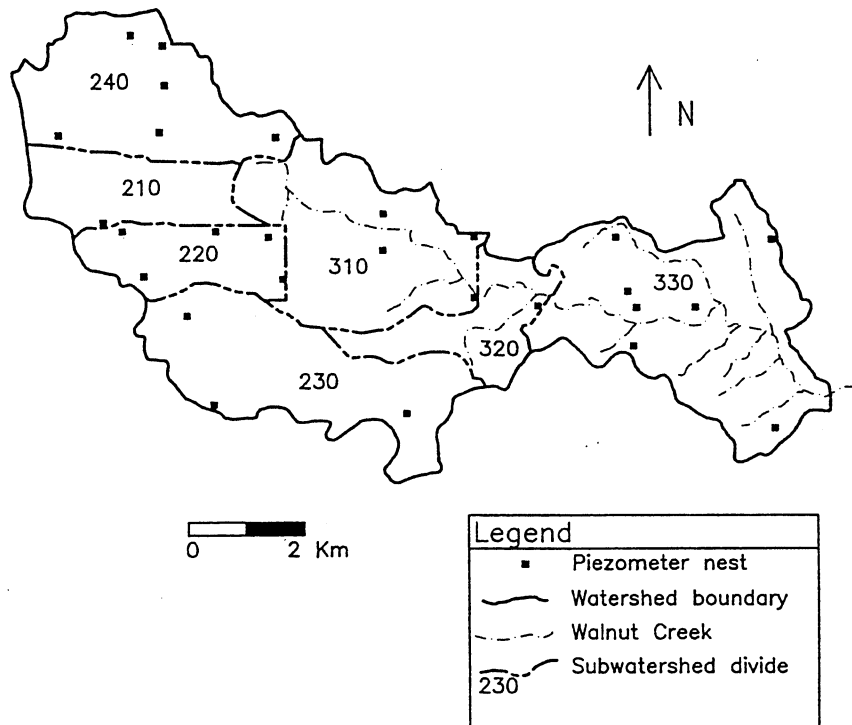 240
N
210
220
310
330
320
230
0 2 Km
Legend
Piezometer nest
Watershed boundary
Walnut Creek
Subwatershed divide
230